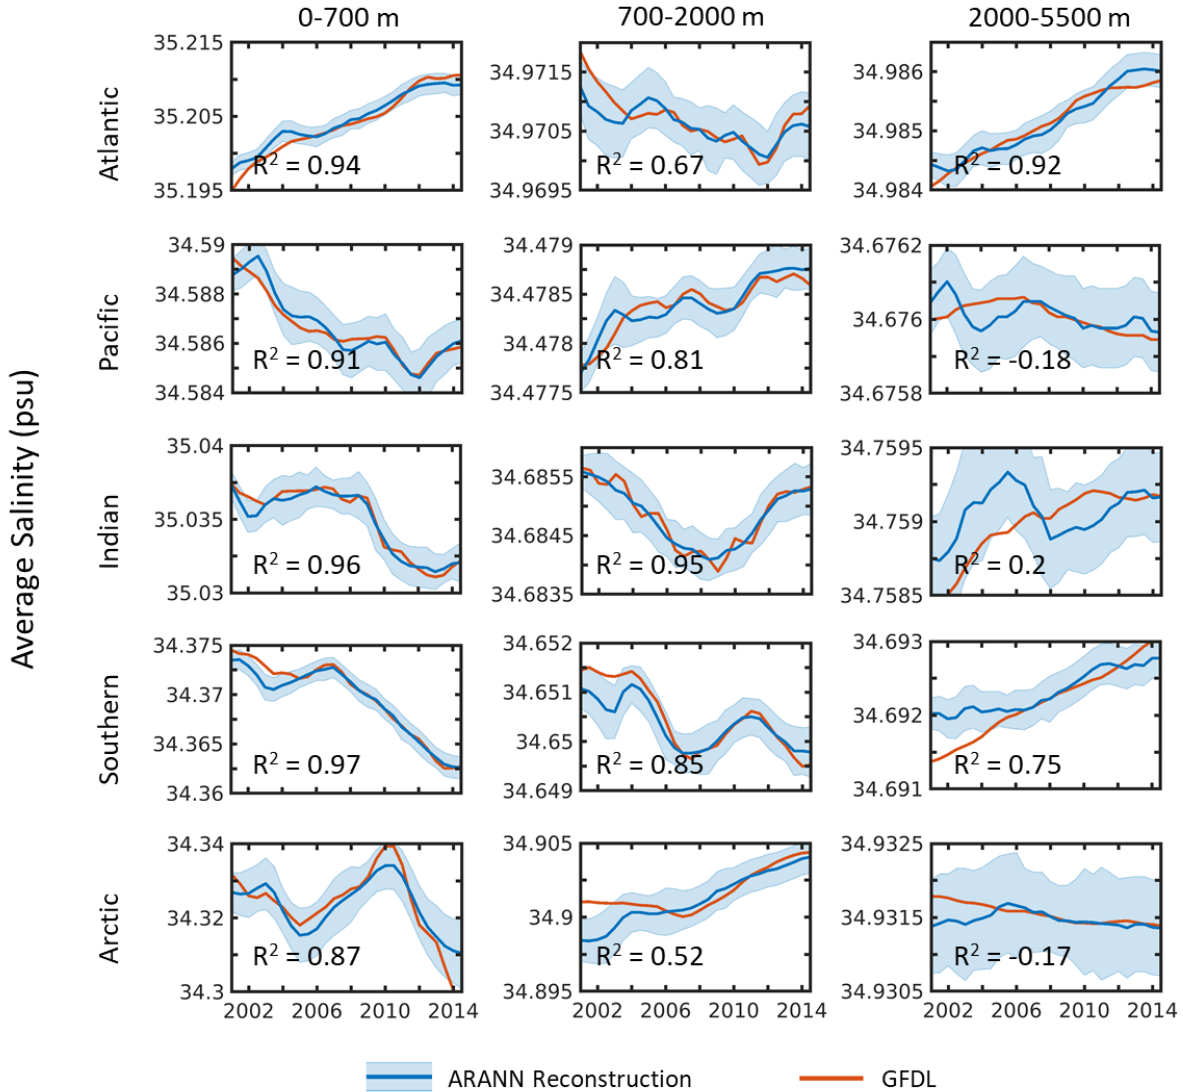 0-700 m 700-2000 m 2000-5500 m
Average Salinity (psu)
Atlantic
35.215
35.205
35.195
R² = 0.94
34.9715
34.9705
34.9695
R² = 0.67
34.986
34.985
34.984
R² = 0.92
Pacific
34.59
34.588
34.586
34.584
R² = 0.91
34.479
34.4785
34.478
34.4775
R² = 0.81
34.6762
34.676
34.6758
R² = -0.18
Indian
35.04
35.035
35.03
R² = 0.96
34.6855
34.6845
34.6835
R² = 0.95
34.7595
34.759
34.7585
R² = 0.2
Southern
34.375
34.37
34.365
34.36
R² = 0.97
34.652
34.651
34.65
34.649
R² = 0.85
34.693
34.692
34.691
R² = 0.75
Arctic
34.34
34.32
34.3
R² = 0.87
34.905
34.9
34.895
R² = 0.52
34.9325
34.9315
34.9305
R² = -0.17
2002 2006 2010 2014 2002 2006 2010 2014 2002 2006 2010 2014
ARANN Reconstruction GFDL